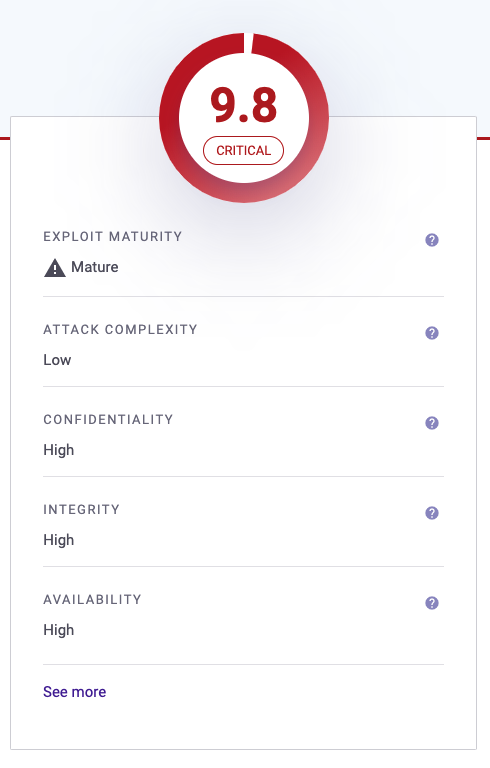 9.8
CRITICAL
EXPLOIT MATURITY
Mature
ATTACK COMPLEXITY
Low
CONFIDENTIALITY
High
INTEGRITY
High
AVAILABILITY
High
See more